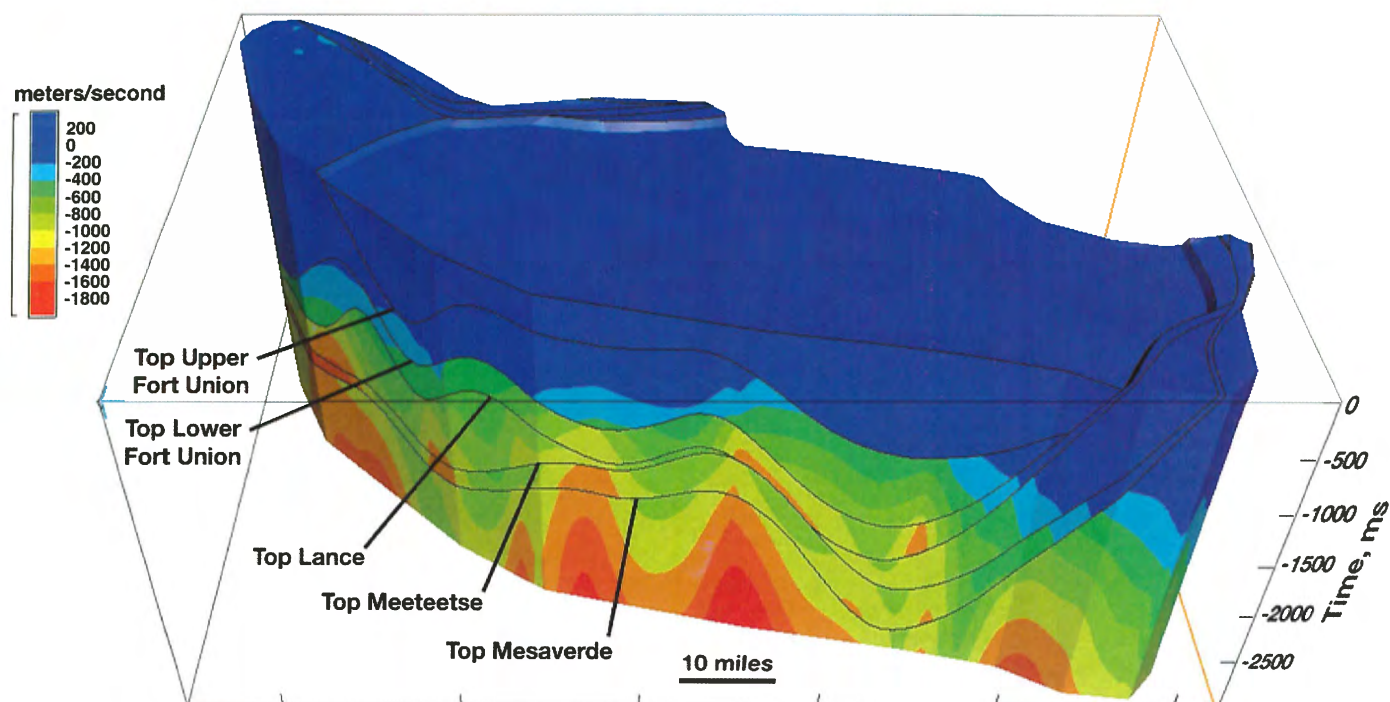 meters/second
200
0
-200
-400
-600
-800
-1000
-1200
-1400
-1600
-1800
Top Upper
Fort Union
Top Lower
Fort Union
Top Lance
Top Meeteetse
Top Mesaverde
10 miles
0
-500
-1000
-1500
-2000
-2500
Time, ms